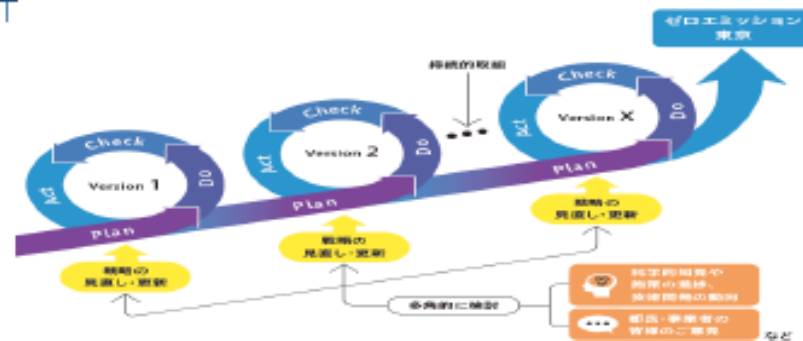 ゼロエミッション
東京
持続的取組
Check
Do
Act
Plan
Version X
Check
Do
Act
Plan
Version 2
Check
Do
Act
Plan
Version 1
戦略の
見直し・更新
戦略の
見直し・更新
戦略の
見直し・更新
多角的に検討
科学的知見や
施策の進捗、
技術開発の動向
都民・事業者の
皆様のご意見
など